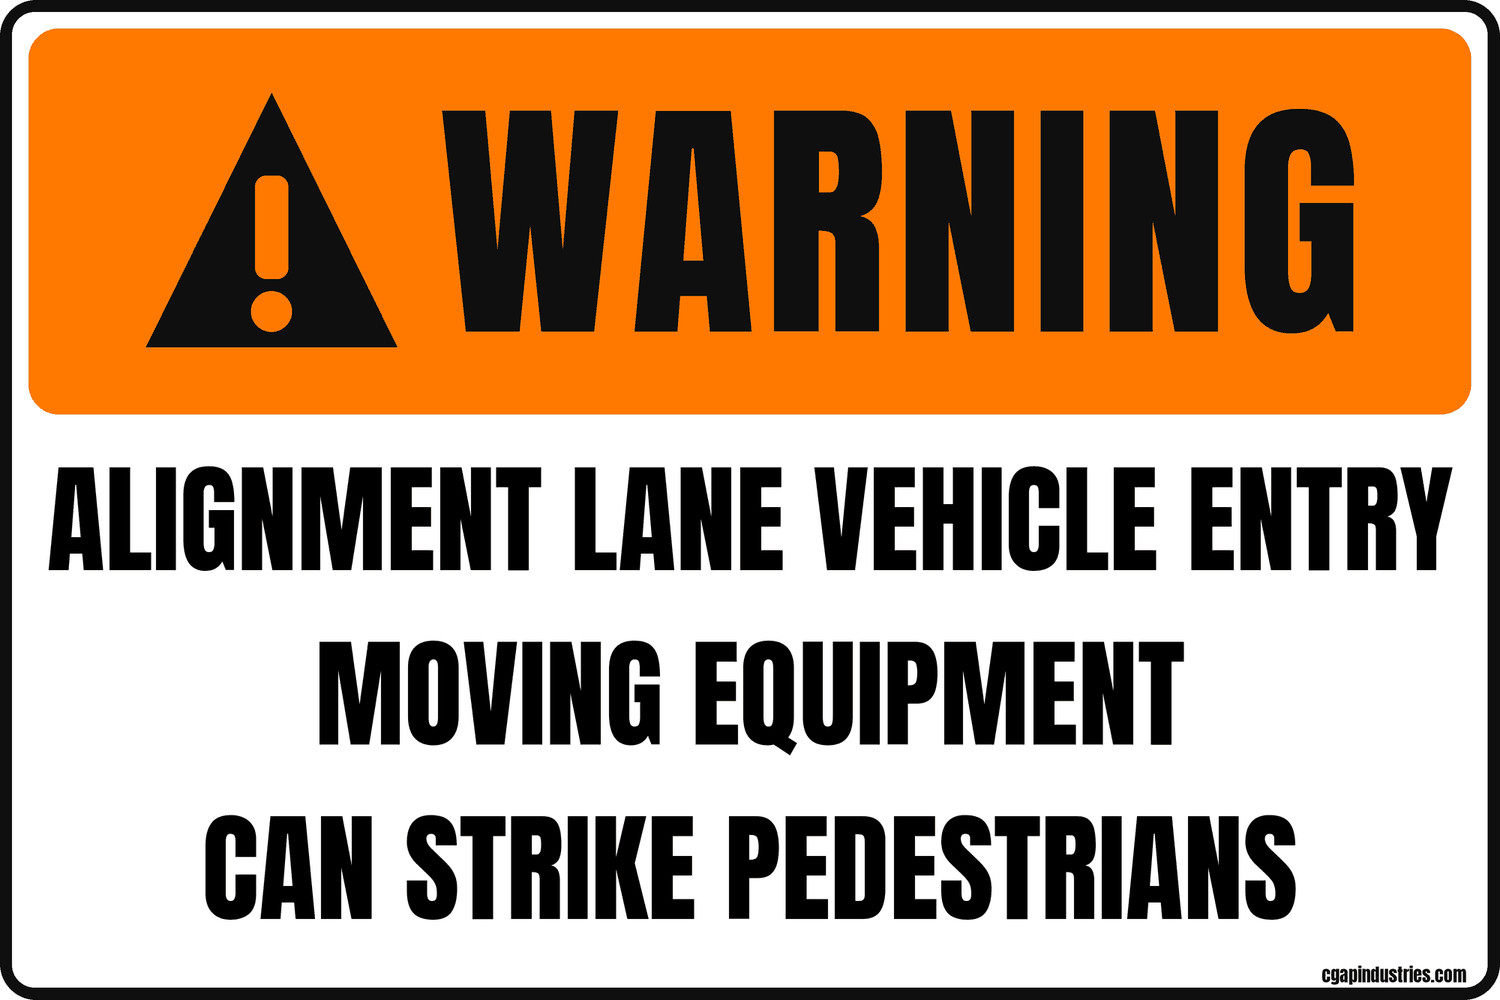 WARNING
ALIGNMENT LANE VEHICLE ENTRY
MOVING EQUIPMENT
CAN STRIKE PEDESTRIANS
cgapindustries.com